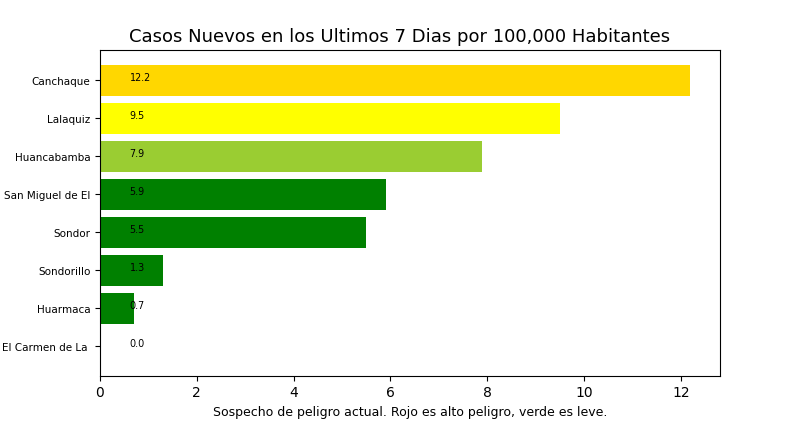 Casos Nuevos en los Ultimos 7 Dias por 100,000 Habitantes
Canchaque 12.2
Lalaquiz 9.5
Huancabamba 7.9
San Miguel de El 5.9
Sondor 5.5
Sondorillo 1.3
Huarmaca 0.7
El Carmen de La 0.0
0 2 4 6 8 10 12
Sospecho de peligro actual. Rojo es alto peligro, verde es leve.